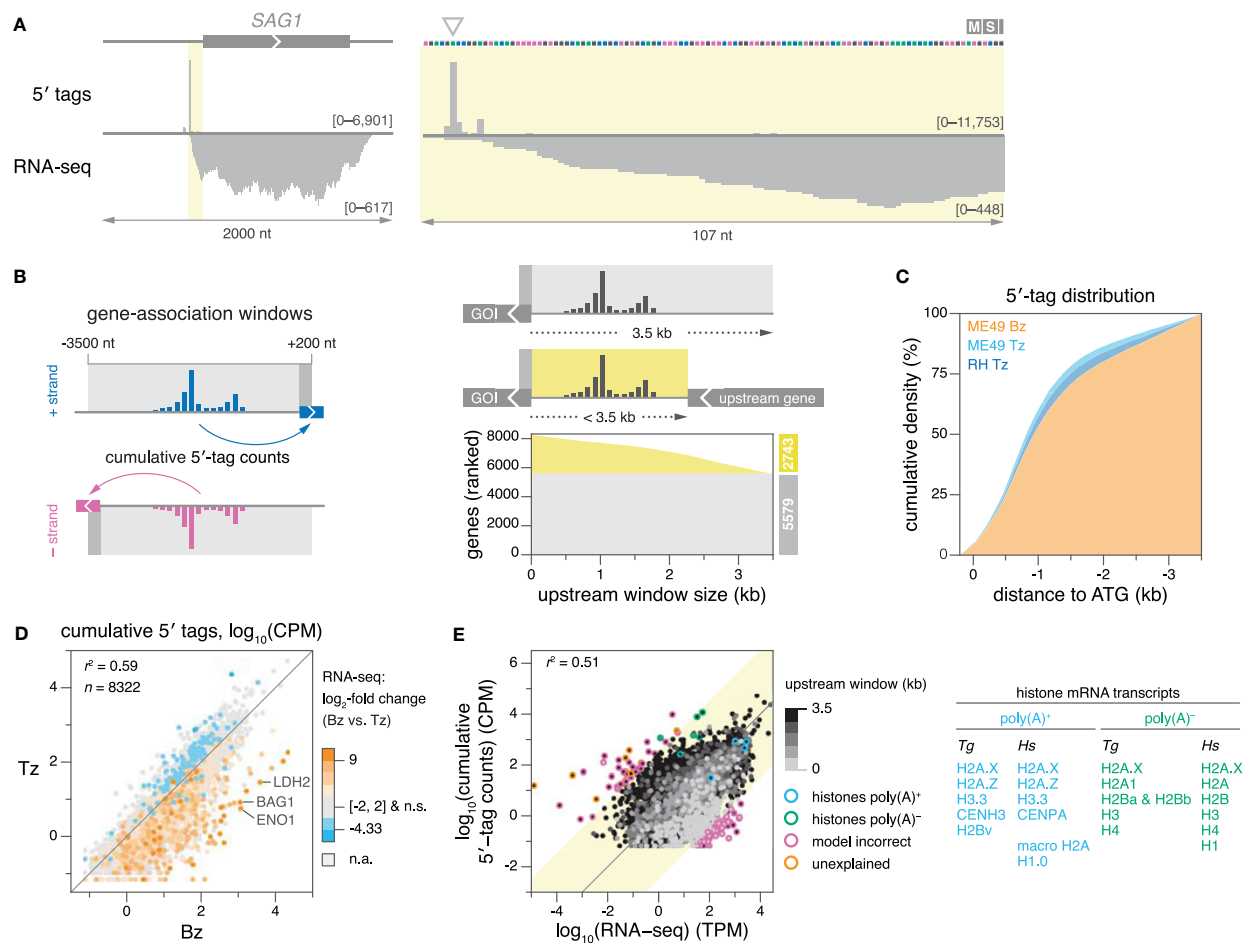 A
SAG1
M S
5′ tags
[0–6,901]
[0–11,753]
RNA-seq
[0–617]
[0–448]
2000 nt
107 nt
B
gene-association windows
-3500 nt
+200 nt
+ strand
cumulative 5′-tag counts
– strand
GOI
3.5 kb
GOI
upstream gene
< 3.5 kb
genes (ranked)
8000
6000
4000
2000
0
2743
5579
0
1
2
3
upstream window size (kb)
C
5′-tag distribution
cumulative density (%)
100
75
50
25
0
ME49 Bz
ME49 Tz
RH Tz
0
-1
-2
-3
distance to ATG (kb)
D
cumulative 5′ tags, log10(CPM)
r² = 0.59
n = 8322
Tz
4
2
0
0
2
4
Bz
LDH2
BAG1
ENO1
RNA-seq:
log2-fold change
(Bz vs. Tz)
9
[-2, 2] & n.s.
-4.33
n.a.
E
r² = 0.51
log10(cumulative
5′–tag counts) (CPM)
6
4
2
0
-2
-4
-2
0
2
4
log10(RNA–seq) (TPM)
upstream window (kb)
3.5
0
histones poly(A)+
histones poly(A)–
model incorrect
unexplained
histone mRNA transcripts
poly(A)+ poly(A)–
Tg Hs Tg Hs
H2A.X H2A.X H2A.X H2A.X
H2A.Z H2A.Z H2A1 H2A
H3.3 H3.3 H2Ba & H2Bb H2B
CENH3 CENPA H3 H3
H2Bv H4 H4
macro H2A H1
H1.0